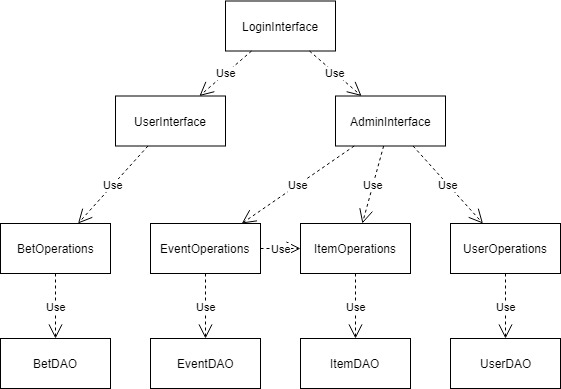 LoginInterface
Use
Use
UserInterface
AdminInterface
Use
Use
Use
Use
BetOperations
EventOperations
Use
ItemOperations
UserOperations
Use
Use
Use
Use
BetDAO
EventDAO
ItemDAO
UserDAO